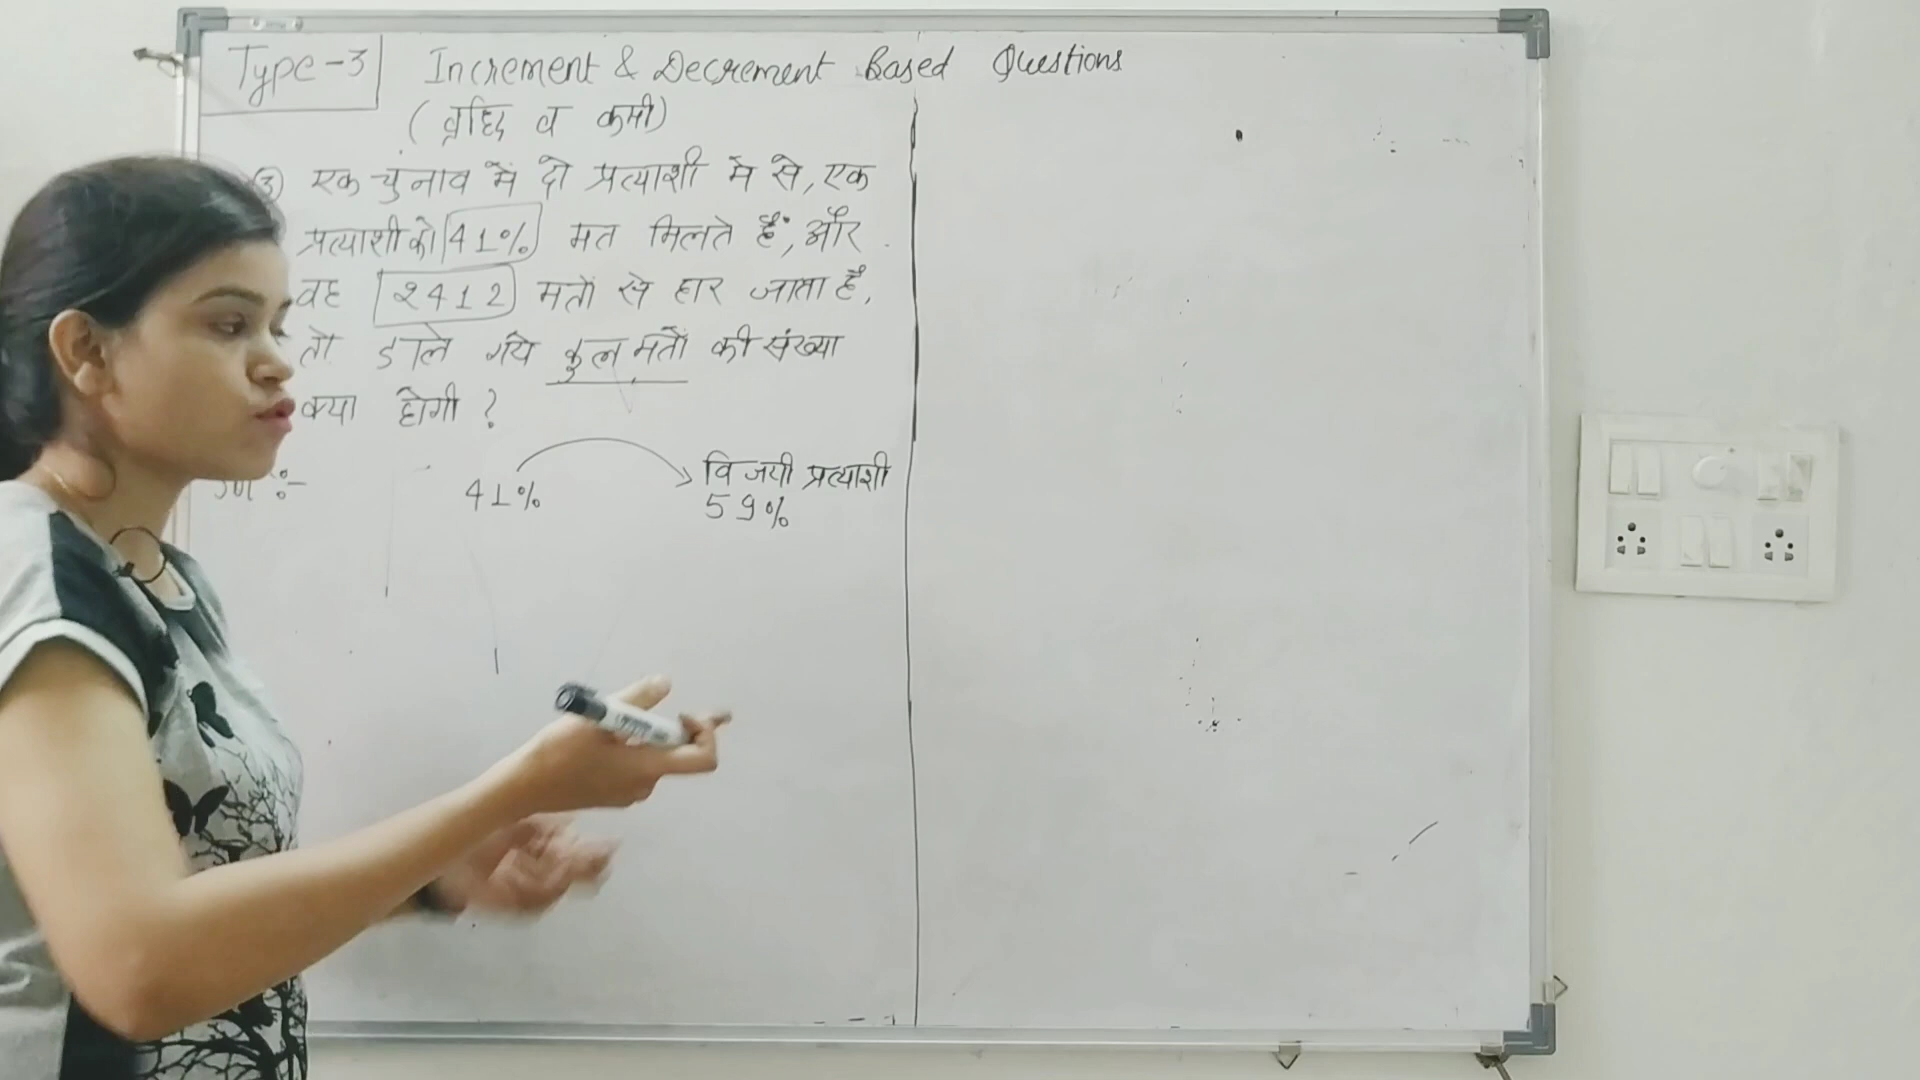 Type-3 Increment & Decrement Based Questions
(व्रद्धि व कमी)
③ एक चुनाव में दो प्रत्याशी मे से, एक
प्रत्याशी को 41% मत मिलते हैं, और
वह 2412 मतों से हार जाता है,
तो डाले गये कुल मतों की संख्या
क्या होगी ?
41% विजयी प्रत्याशी
59%